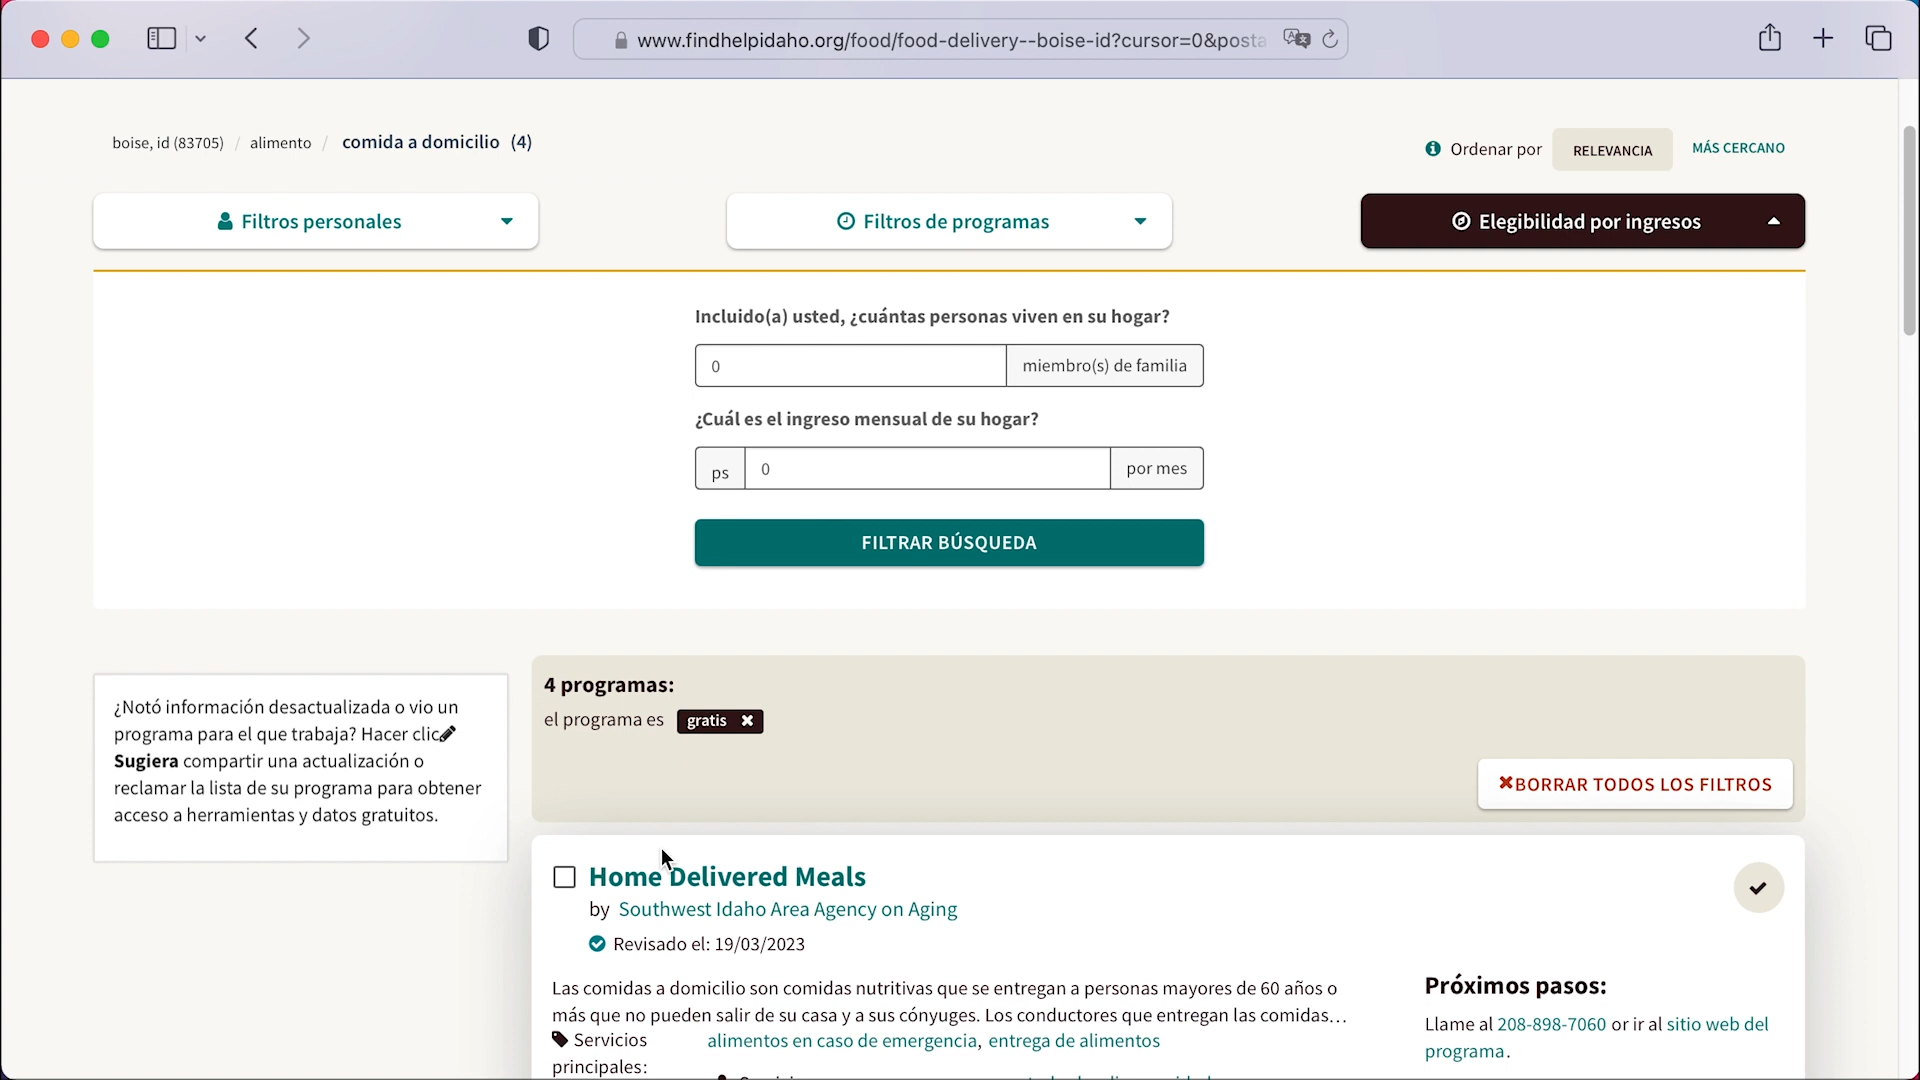 www.findhelpidaho.org/food/food-delivery--boise-id?cursor=0&posta
boise, id (83705) / alimento / comida a domicilio (4)
Ordenar por RELEVANCIA MÁS CERCANO
Filtros personales
Filtros de programas
Elegibilidad por ingresos
Incluido(a) usted, ¿cuántas personas viven en su hogar?
0 miembro(s) de familia
¿Cuál es el ingreso mensual de su hogar?
ps 0 por mes
FILTRAR BÚSQUEDA
¿Notó información desactualizada o vio un
programa para el que trabaja? Hacer clic
Sugiera compartir una actualización o
reclamar la lista de su programa para obtener
acceso a herramientas y datos gratuitos.
4 programas:
el programa es gratis
BORRAR TODOS LOS FILTROS
Home Delivered Meals
by Southwest Idaho Area Agency on Aging
Revisado el: 19/03/2023
Las comidas a domicilio son comidas nutritivas que se entregan a personas mayores de 60 años o
más que no pueden salir de su casa y a sus cónyuges. Los conductores que entregan las comidas...
Servicios
principales:
alimentos en caso de emergencia, entrega de alimentos
Próximos pasos:
Llame al 208-898-7060 or ir al sitio web del
programa.